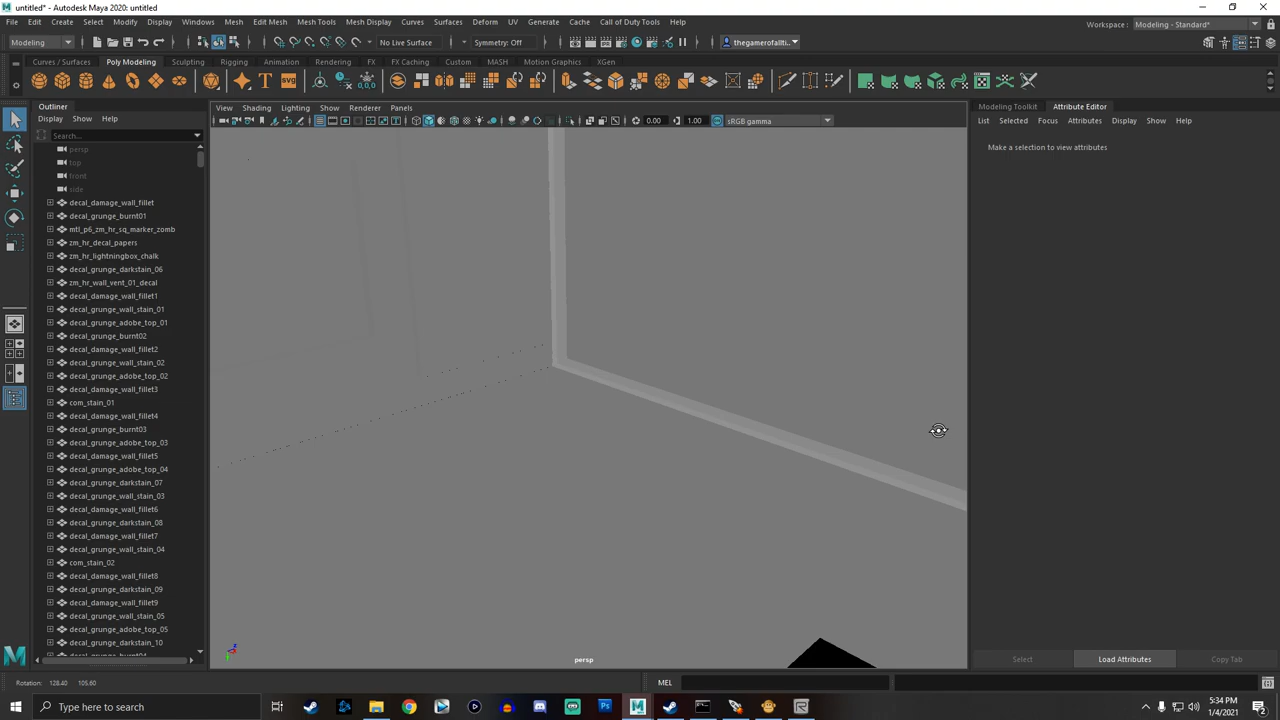 untitled* - Autodesk Maya 2020: untitled
File Edit Create Select Modify Display Windows Mesh Edit Mesh Mesh Tools Mesh Display Curves Surfaces Deform UV Generate Cache Call of Duty Tools Help
Workspace : Modeling - Standard*
Modeling No Live Surface Symmetry: Off thegamerofallti...
Curves / Surfaces Poly Modeling Sculpting Rigging Animation Rendering FX FX Caching Custom MASH Motion Graphics XGen
Outliner
Display Show Help
Search...
persp
top
front
side
decal_damage_wall_fillet
decal_grunge_burnt01
mtl_p6_zm_hr_sq_marker_zomb
zm_hr_decal_papers
zm_hr_lightningbox_chalk
decal_grunge_darkstain_06
zm_hr_wall_vent_01_decal
decal_damage_wall_fillet1
decal_grunge_wall_stain_01
decal_grunge_adobe_top_01
decal_grunge_burnt02
decal_damage_wall_fillet2
decal_grunge_wall_stain_02
decal_grunge_adobe_top_02
decal_damage_wall_fillet3
com_stain_01
decal_damage_wall_fillet4
decal_grunge_burnt03
decal_grunge_adobe_top_03
decal_damage_wall_fillet5
decal_grunge_adobe_top_04
decal_grunge_darkstain_07
decal_grunge_wall_stain_03
decal_damage_wall_fillet6
decal_grunge_darkstain_08
decal_damage_wall_fillet7
decal_grunge_wall_stain_04
com_stain_02
decal_damage_wall_fillet8
decal_grunge_darkstain_09
decal_damage_wall_fillet9
decal_grunge_wall_stain_05
decal_grunge_adobe_top_05
decal_grunge_darkstain_10
View Shading Lighting Show Renderer Panels
0.00 1.00 sRGB gamma
persp
Modeling Toolkit Attribute Editor
List Selected Focus Attributes Display Show Help
Make a selection to view attributes
Select Load Attributes Copy Tab
Rotation: 128.40 105.60
MEL
Type here to search
5:34 PM
1/4/2021